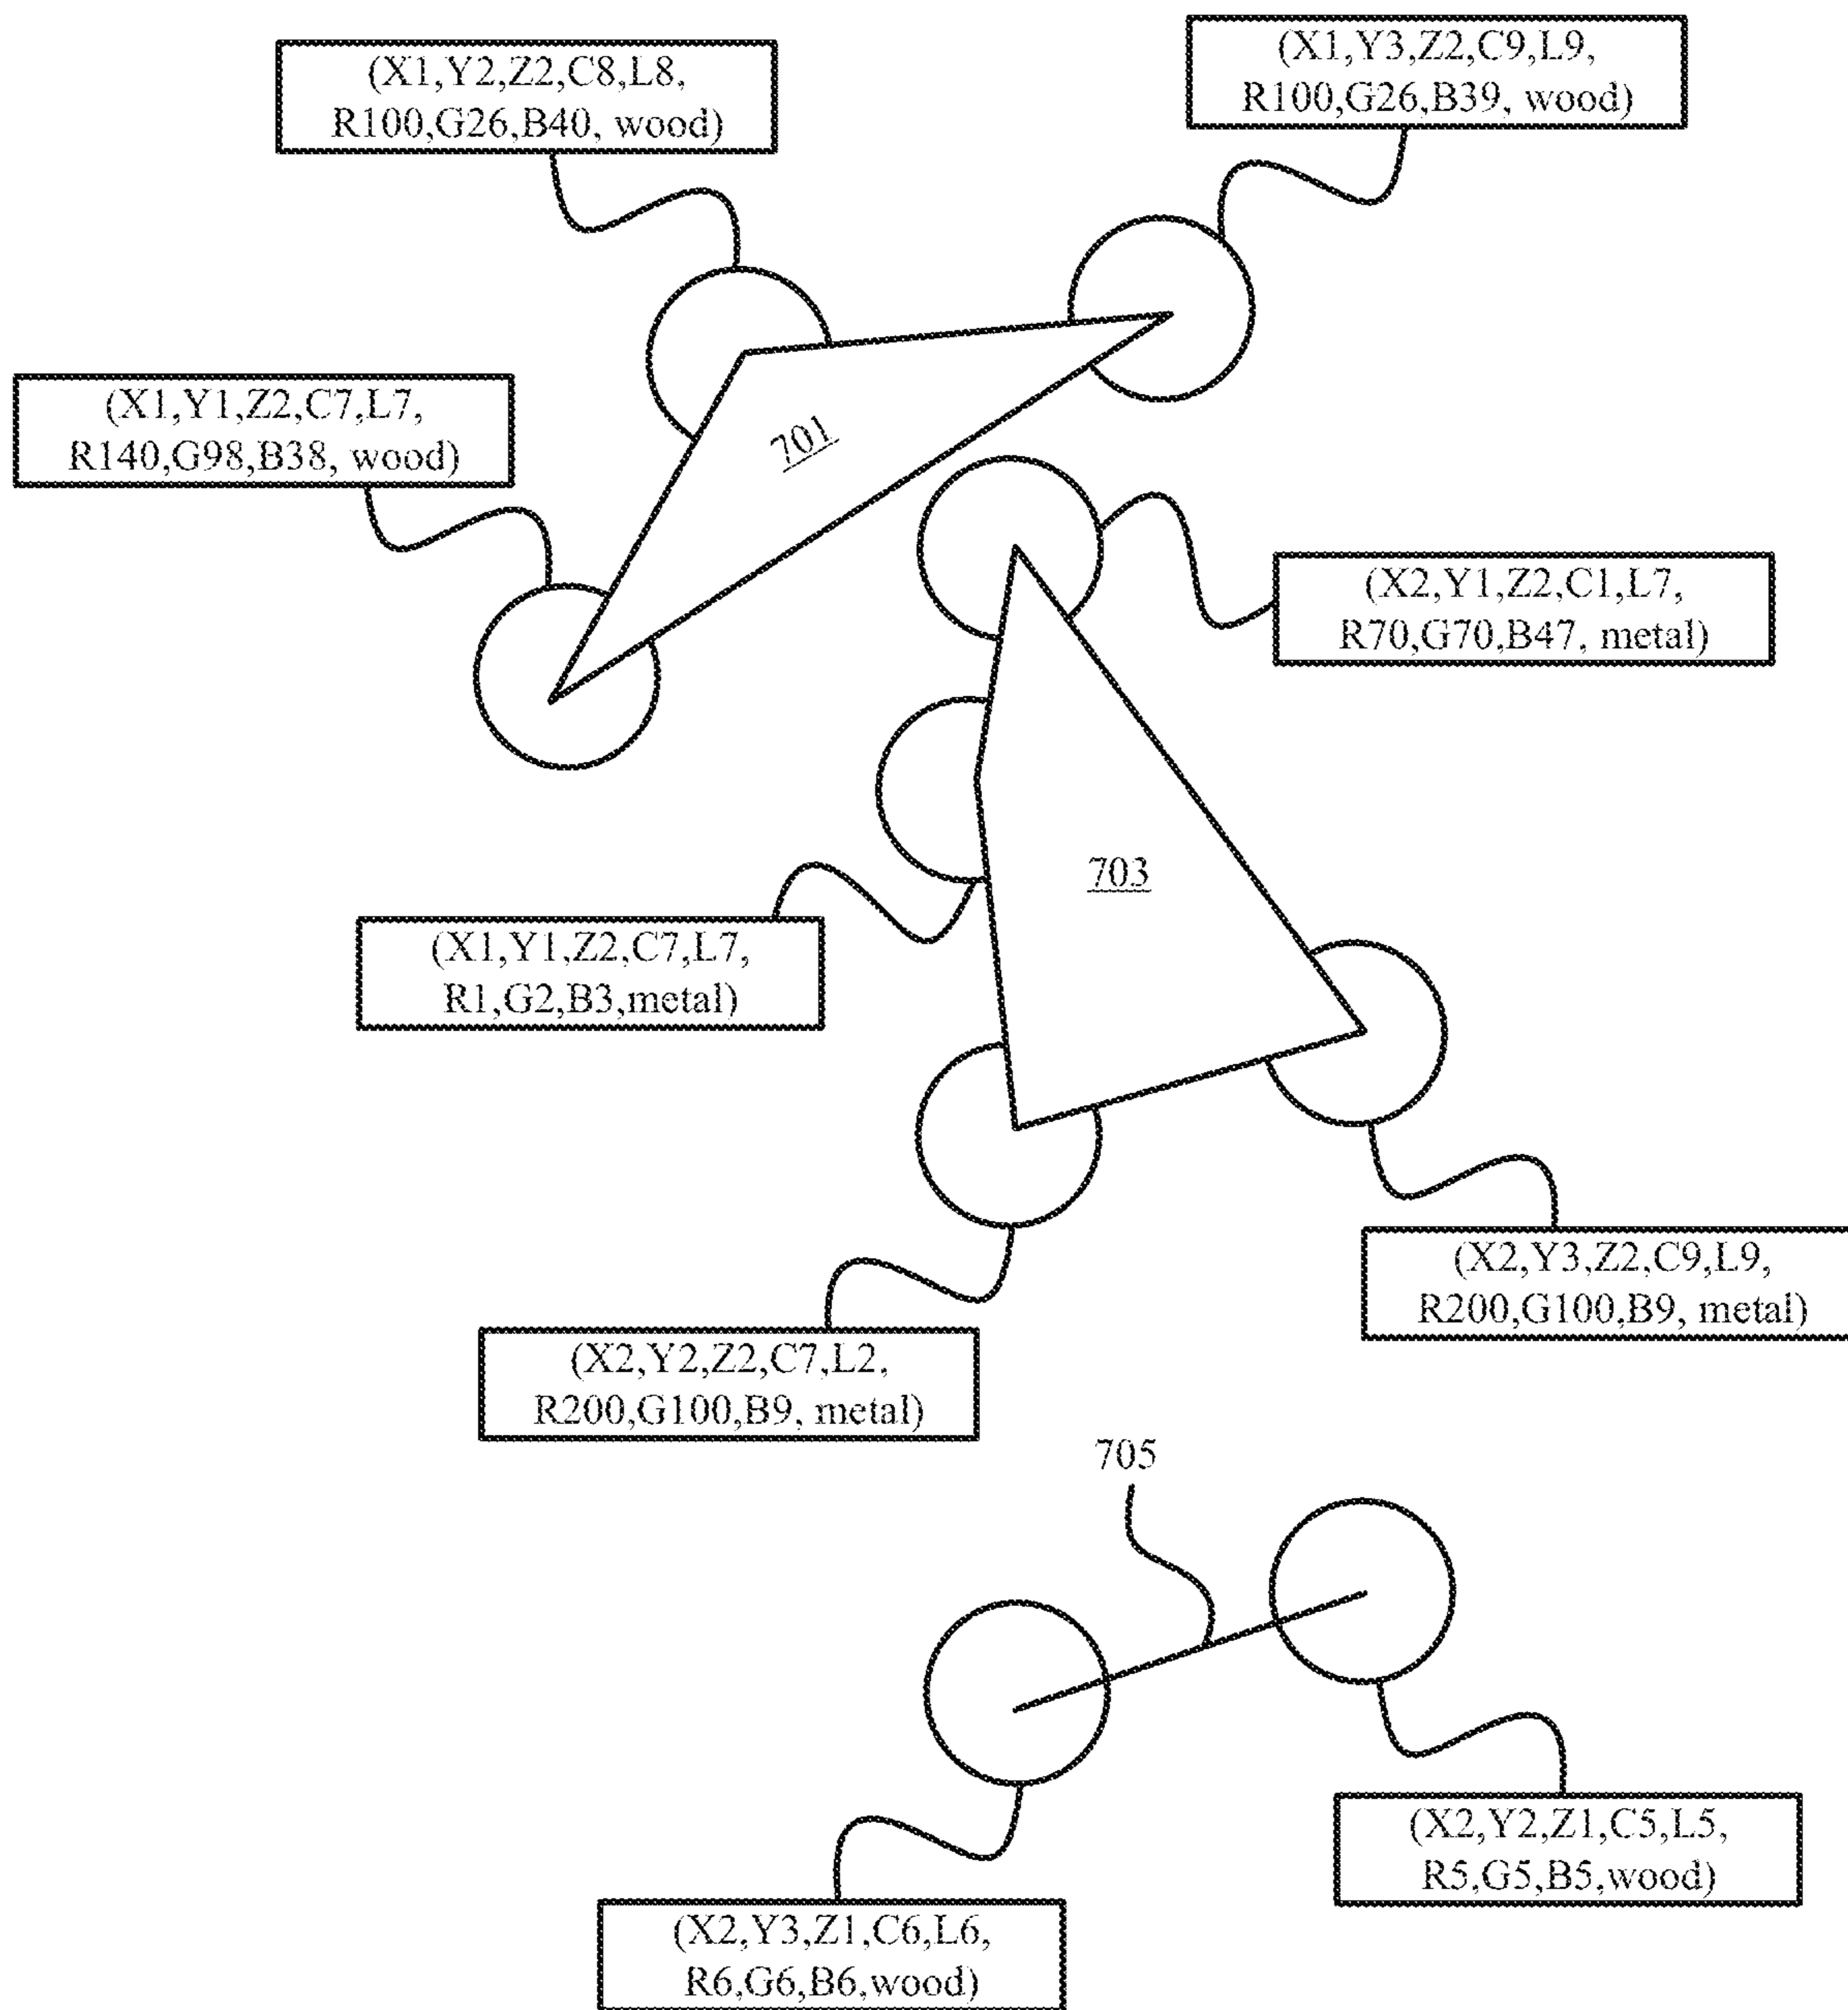 (X1,Y2,Z2,C8,L8,
R100,G26,B40, wood)
(X1,Y3,Z2,C9,L9,
R100,G26,B39, wood)
(X1,Y1,Z2,C7,L7,
R140,G98,B38, wood)
701
(X2,Y1,Z2,C1,L7,
R70,G70,B47, metal)
703
(X1,Y1,Z2,C7,L7,
R1,G2,B3,metal)
(X2,Y3,Z2,C9,L9,
R200,G100,B9, metal)
(X2,Y2,Z2,C7,L2,
R200,G100,B9, metal)
705
(X2,Y2,Z1,C5,L5,
R5,G5,B5,wood)
(X2,Y3,Z1,C6,L6,
R6,G6,B6,wood)